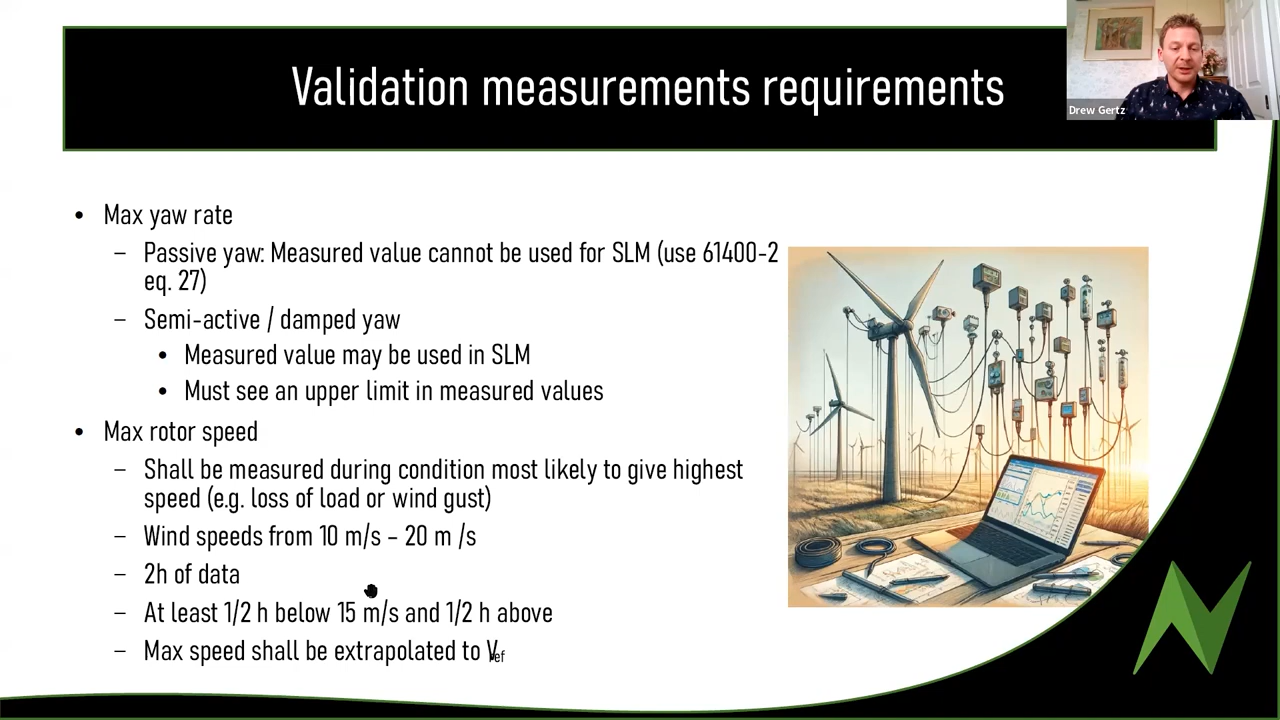 Validation measurements requirements
Drew Gertz
• Max yaw rate
– Passive yaw: Measured value cannot be used for SLM (use 61400-2
eq. 27)
– Semi-active / damped yaw
• Measured value may be used in SLM
• Must see an upper limit in measured values
• Max rotor speed
– Shall be measured during condition most likely to give highest
speed (e.g. loss of load or wind gust)
– Wind speeds from 10 m/s – 20 m /s
– 2h of data
– At least 1/2 h below 15 m/s and 1/2 h above
– Max speed shall be extrapolated to Vref